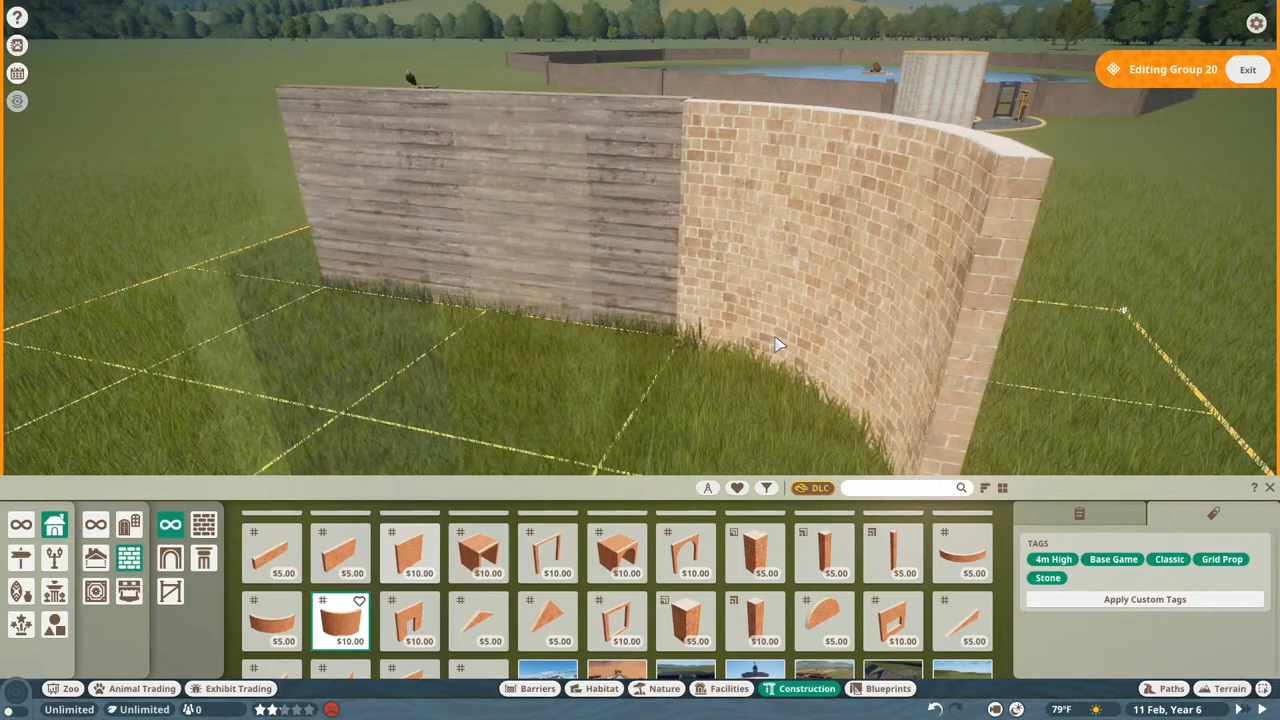 Editing Group 20
Exit
DLC
$5.00
$5.00
$10.00
$10.00
$10.00
$10.00
$10.00
$5.00
$5.00
$5.00
$5.00
$5.00
$10.00
$10.00
$5.00
$5.00
$10.00
$5.00
$10.00
$5.00
$10.00
$5.00
TAGS
4m High
Base Game
Classic
Grid Prop
Stone
Apply Custom Tags
Zoo
Animal Trading
Exhibit Trading
Barriers
Habitat
Nature
Facilities
Construction
Blueprints
Paths
Terrain
Unlimited
Unlimited
0
79°F
11 Feb, Year 6